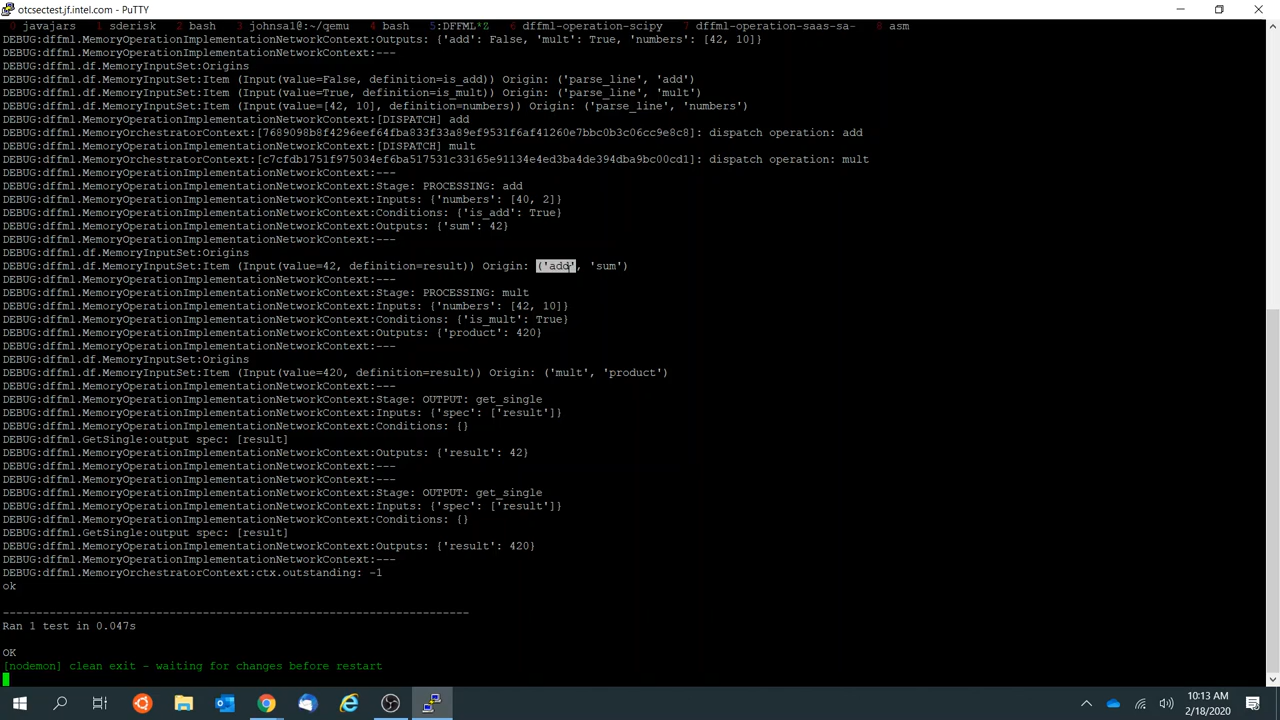 otcsectest.jf.intel.com - PuTTY
0 javajars 1 sderisk 2 bash 3 johnsa1@:~/qemu 4 bash 5:DFFML*Z 6 dffml-operation-scipy 7 dffml-operation-saas-sa- 8 asm
DEBUG:dffml.MemoryOperationImplementationNetworkContext:Outputs: {'add': False, 'mult': True, 'numbers': [42, 10]}
DEBUG:dffml.MemoryOperationImplementationNetworkContext:---
DEBUG:dffml.df.MemoryInputSet:Origins
DEBUG:dffml.df.MemoryInputSet:Item (Input(value=False, definition=is_add)) Origin: ('parse_line', 'add')
DEBUG:dffml.df.MemoryInputSet:Item (Input(value=True, definition=is_mult)) Origin: ('parse_line', 'mult')
DEBUG:dffml.df.MemoryInputSet:Item (Input(value=[42, 10], definition=numbers)) Origin: ('parse_line', 'numbers')
DEBUG:dffml.MemoryOperationImplementationNetworkContext:[DISPATCH] add
DEBUG:dffml.MemoryOrchestratorContext:[7689098b8f4296eef64fba833f33a89ef9531f6af41260e7bbc0b3c06cc9e8c8]: dispatch operation: add
DEBUG:dffml.MemoryOperationImplementationNetworkContext:[DISPATCH] mult
DEBUG:dffml.MemoryOrchestratorContext:[c7cfdb1751f975034ef6ba517531c33165e91134e4ed3ba4de394dba9bc00cd1]: dispatch operation: mult
DEBUG:dffml.MemoryOperationImplementationNetworkContext:---
DEBUG:dffml.MemoryOperationImplementationNetworkContext:Stage: PROCESSING: add
DEBUG:dffml.MemoryOperationImplementationNetworkContext:Inputs: {'numbers': [40, 2]}
DEBUG:dffml.MemoryOperationImplementationNetworkContext:Conditions: {'is_add': True}
DEBUG:dffml.MemoryOperationImplementationNetworkContext:Outputs: {'sum': 42}
DEBUG:dffml.MemoryOperationImplementationNetworkContext:---
DEBUG:dffml.df.MemoryInputSet:Origins
DEBUG:dffml.df.MemoryInputSet:Item (Input(value=42, definition=result)) Origin: ('add', 'sum')
DEBUG:dffml.MemoryOperationImplementationNetworkContext:---
DEBUG:dffml.MemoryOperationImplementationNetworkContext:Stage: PROCESSING: mult
DEBUG:dffml.MemoryOperationImplementationNetworkContext:Inputs: {'numbers': [42, 10]}
DEBUG:dffml.MemoryOperationImplementationNetworkContext:Conditions: {'is_mult': True}
DEBUG:dffml.MemoryOperationImplementationNetworkContext:Outputs: {'product': 420}
DEBUG:dffml.MemoryOperationImplementationNetworkContext:---
DEBUG:dffml.df.MemoryInputSet:Origins
DEBUG:dffml.df.MemoryInputSet:Item (Input(value=420, definition=result)) Origin: ('mult', 'product')
DEBUG:dffml.MemoryOperationImplementationNetworkContext:---
DEBUG:dffml.MemoryOperationImplementationNetworkContext:Stage: OUTPUT: get_single
DEBUG:dffml.MemoryOperationImplementationNetworkContext:Inputs: {'spec': ['result']}
DEBUG:dffml.MemoryOperationImplementationNetworkContext:Conditions: {}
DEBUG:dffml.GetSingle:output spec: [result]
DEBUG:dffml.MemoryOperationImplementationNetworkContext:Outputs: {'result': 42}
DEBUG:dffml.MemoryOperationImplementationNetworkContext:---
DEBUG:dffml.MemoryOperationImplementationNetworkContext:---
DEBUG:dffml.MemoryOperationImplementationNetworkContext:Stage: OUTPUT: get_single
DEBUG:dffml.MemoryOperationImplementationNetworkContext:Inputs: {'spec': ['result']}
DEBUG:dffml.MemoryOperationImplementationNetworkContext:Conditions: {}
DEBUG:dffml.GetSingle:output spec: [result]
DEBUG:dffml.MemoryOperationImplementationNetworkContext:Outputs: {'result': 420}
DEBUG:dffml.MemoryOperationImplementationNetworkContext:---
DEBUG:dffml.MemoryOrchestratorContext:ctx.outstanding: -1
ok
----------------------------------------------------------------------
Ran 1 test in 0.047s
OK
[nodemon] clean exit - waiting for changes before restart
10:13 AM
2/18/2020